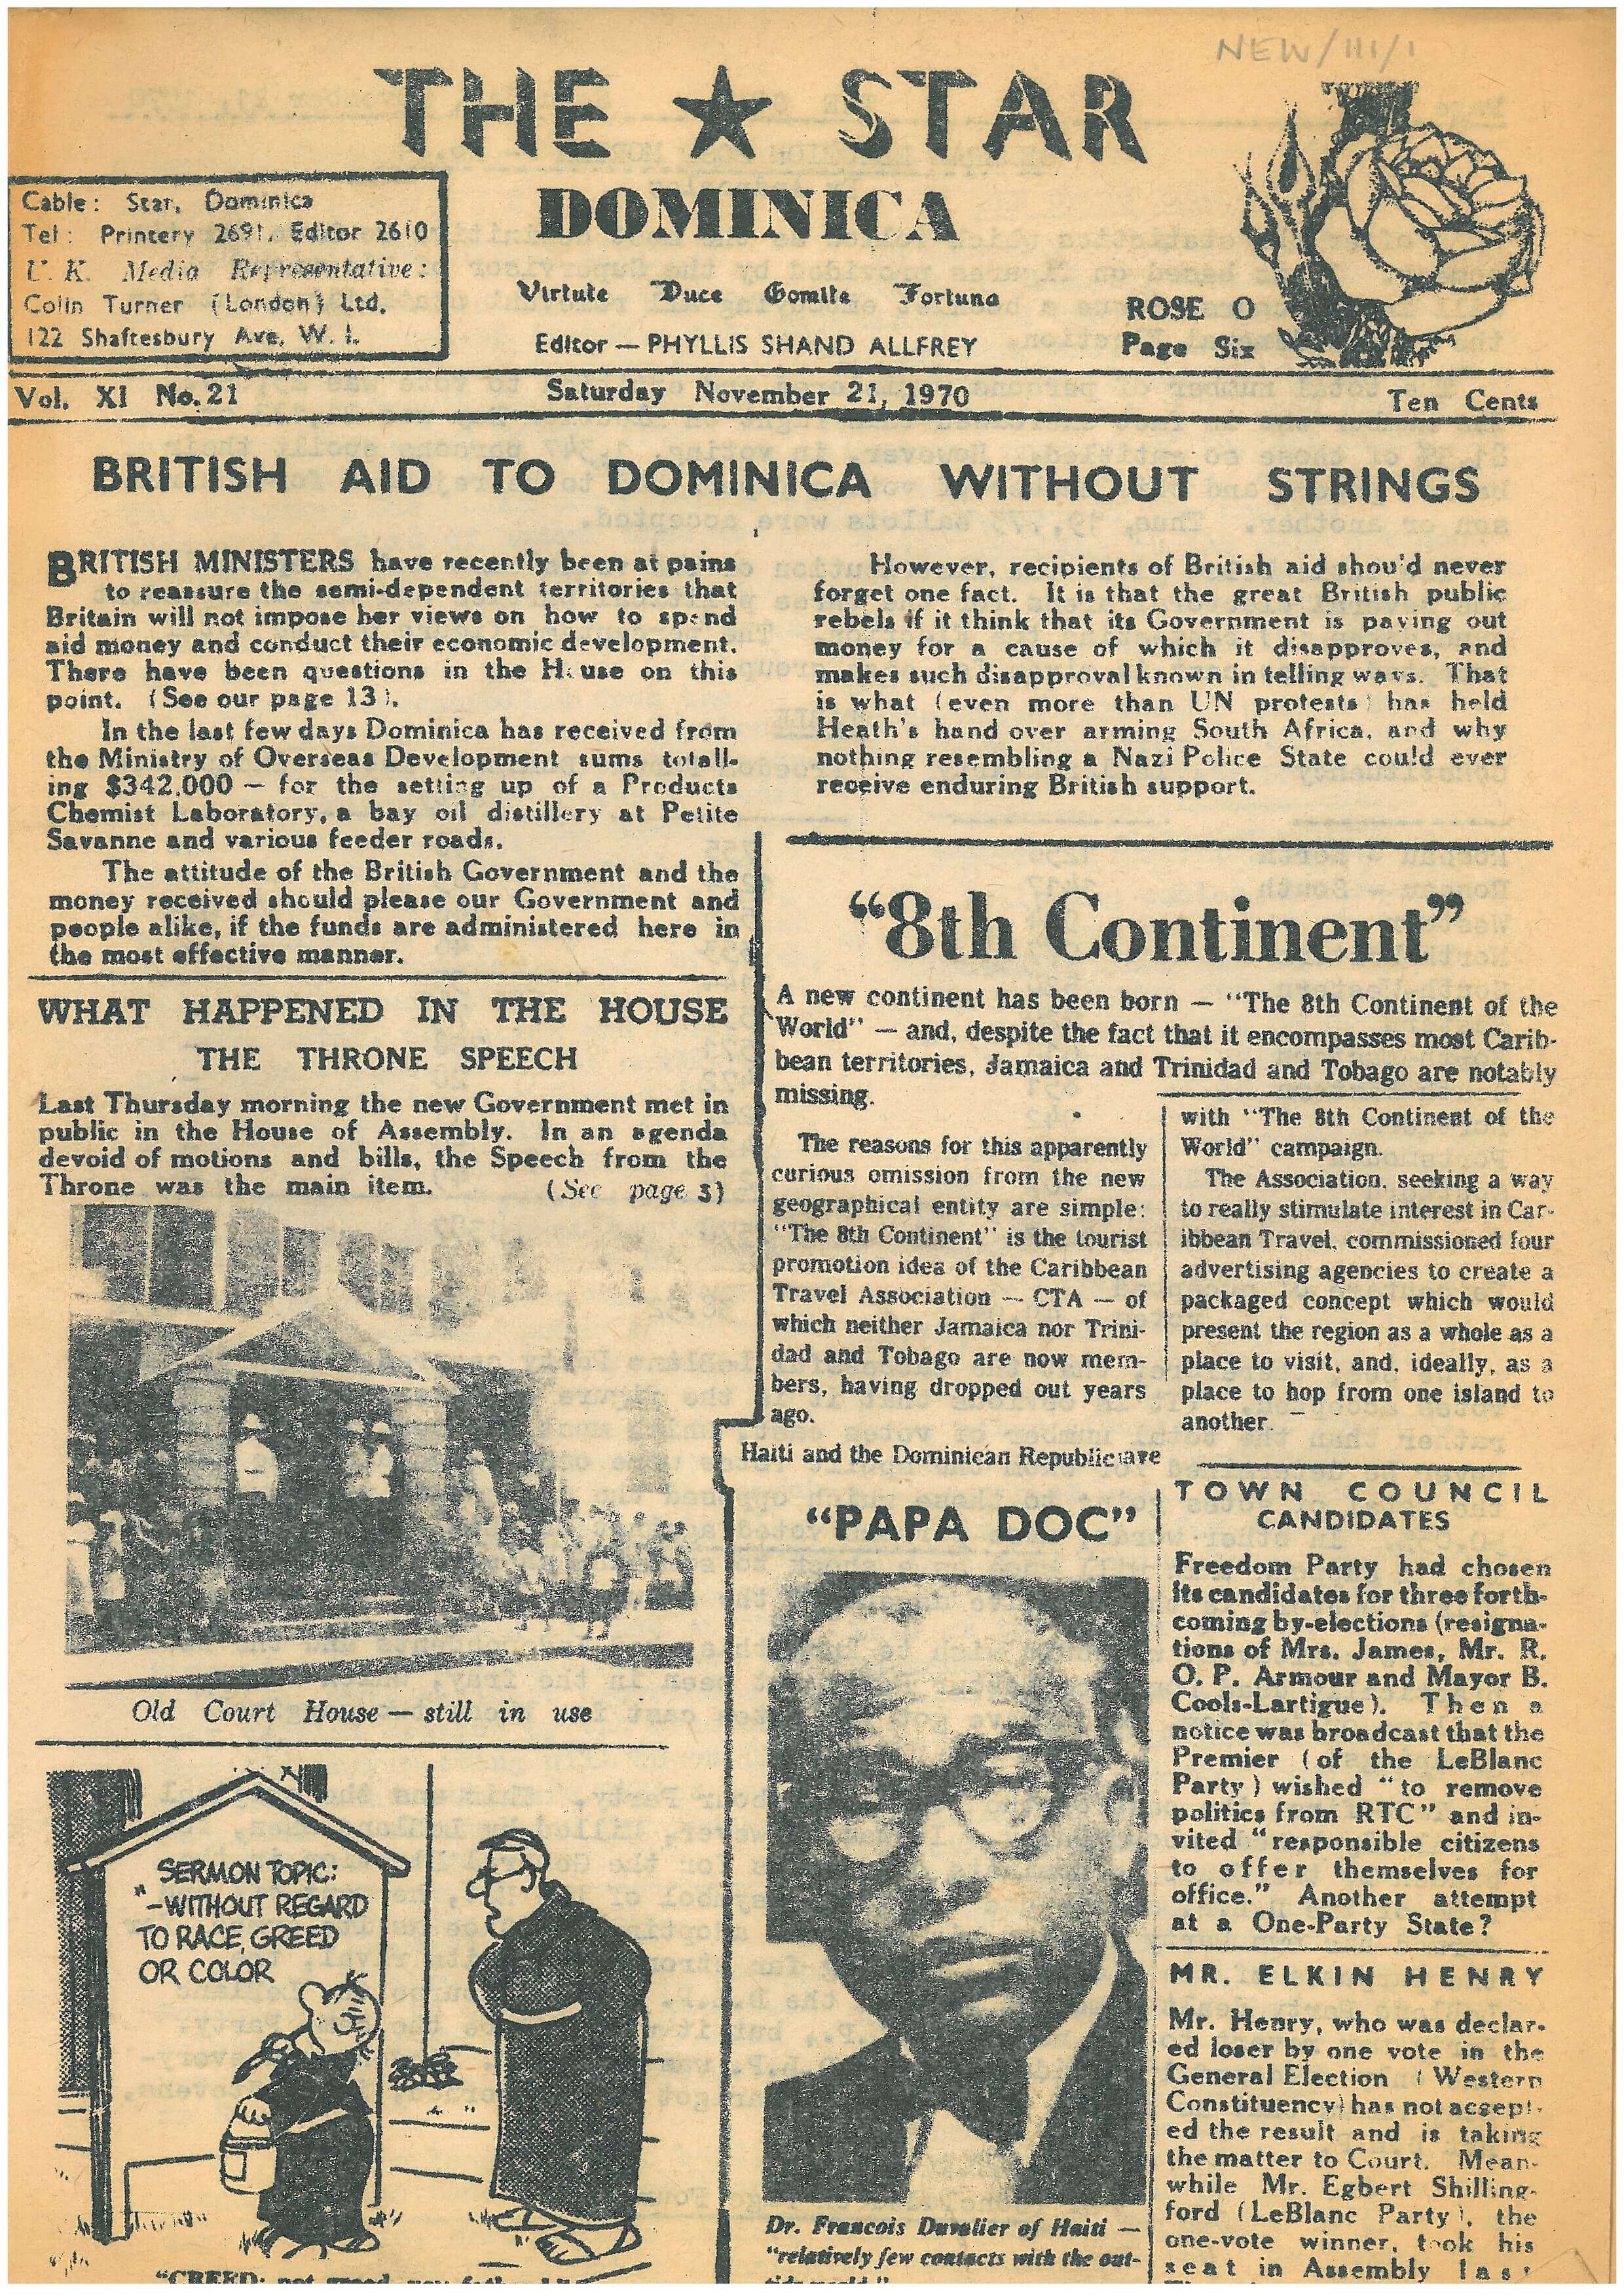 NEW/III/1
THE ★ STAR
DOMINICA
Cable: Star, Dominica
Tel: Printery 2691, Editor 2610
U. K. Media Representative:
Colin Turner (London) Ltd.
122 Shaftesbury Ave, W. I.
Virtute Duce Comite Fortuna
Editor — PHYLLIS SHAND ALLFREY
ROSE O
Page Six
Vol. XI No. 21
Saturday November 21, 1970
Ten Cents
BRITISH AID TO DOMINICA WITHOUT STRINGS
BRITISH MINISTERS have recently been at pains
to reassure the semi-dependent territories that
Britain will not impose her views on how to spend
aid money and conduct their economic development.
There have been questions in the House on this
point. (See our page 13).
In the last few days Dominica has received from
the Ministry of Overseas Development sums totall-
ing $342.000 — for the setting up of a Products
Chemist Laboratory, a bay oil distillery at Petite
Savanne and various feeder roads.
The attitude of the British Government and the
money received should please our Government and
people alike, if the funds are administered here in
the most effective manner.
However, recipients of British aid shou'd never
forget one fact. It is that the great British public
rebels if it think that its Government is paying out
money for a cause of which it disapproves, and
makes such disapproval known in telling ways. That
is what (even more than UN protests) has held
Heath's hand over arming South Africa, and why
nothing resembling a Nazi Police State could ever
receive enduring British support.
WHAT HAPPENED IN THE HOUSE
THE THRONE SPEECH
Last Thursday morning the new Government met in
public in the House of Assembly. In an agenda
devoid of motions and bills, the Speech from the
Throne was the main item. (See page 3)
Old Court House — still in use
SERMON TOPIC:
"—WITHOUT REGARD
TO RACE, GREED
OR COLOR
"CREED; not greed
"8th Continent"
A new continent has been born — "The 8th Continent of the
World" — and, despite the fact that it encompasses most Carib-
bean territories, Jamaica and Trinidad and Tobago are notably
missing.
The reasons for this apparently
curious omission from the new
geographical entity are simple:
"The 8th Continent" is the tourist
promotion idea of the Caribbean
Travel Association — CTA — of
which neither Jamaica nor Trini-
dad and Tobago are now mem-
bers, having dropped out years
ago.
Haiti and the Dominican Republic
with "The 8th Continent of the
World" campaign.
The Association, seeking a way
to really stimulate interest in Car-
ibbean Travel, commissioned four
advertising agencies to create a
packaged concept which would
present the region as a whole as a
place to visit, and, ideally, as a
place to hop from one island to
another.
"PAPA DOC"
Dr. Francois Duvalier of Haiti —
"relatively few contacts with the out-
side world"
TOWN COUNCIL
CANDIDATES
Freedom Party had chosen
its candidates for three forth-
coming by-elections (resigna-
tions of Mrs. James, Mr. R.
O. P. Armour and Mayor B.
Cools-Lartigue). Then a
notice was broadcast that the
Premier (of the LeBlanc
Party) wished "to remove
politics from RTC" and in-
vited "responsible citizens
to offer themselves for
office." Another attempt
at a One-Party State?
MR. ELKIN HENRY
Mr. Henry, who was declar-
ed loser by one vote in the
General Election (Western
Constituency) has not accept-
ed the result and is taking
the matter to Court. Mean-
while Mr. Egbert Shilling-
ford (LeBlanc Party), the
one-vote winner, took his
seat in Assembly last